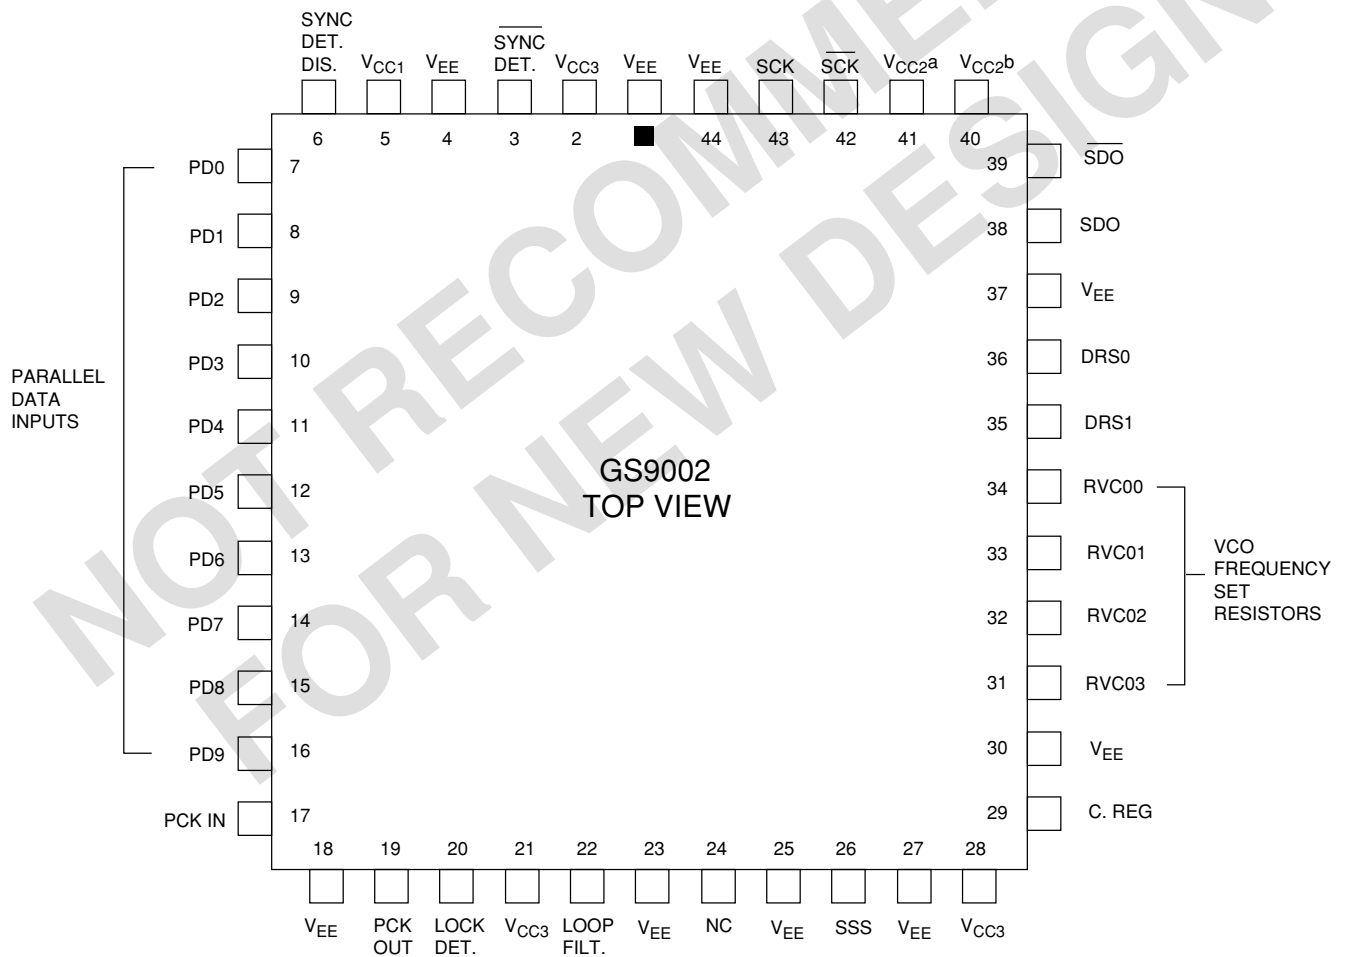 SYNC
DET.
DIS.
VCC1
VEE
SYNC
DET.
VCC3
VEE
VEE
SCK
SCK
VCC2a
VCC2b
6 5 4 3 2 44 43 42 41 40
PD0 7
PD1 8
PD2 9
PD3 10
PD4 11
PD5 12
PD6 13
PD7 14
PD8 15
PD9 16
PCK IN 17
PARALLEL
DATA
INPUTS
GS9002
TOP VIEW
39 SDO
38 SDO
37 VEE
36 DRS0
35 DRS1
34 RVC00
33 RVC01
32 RVC02
31 RVC03
30 VEE
29 C. REG
VCO
FREQUENCY
SET
RESISTORS
18 19 20 21 22 23 24 25 26 27 28
VEE
PCK
OUT
LOCK
DET.
VCC3
LOOP
FILT.
VEE
NC
VEE
SSS
VEE
VCC3
NOT
FOR NEW